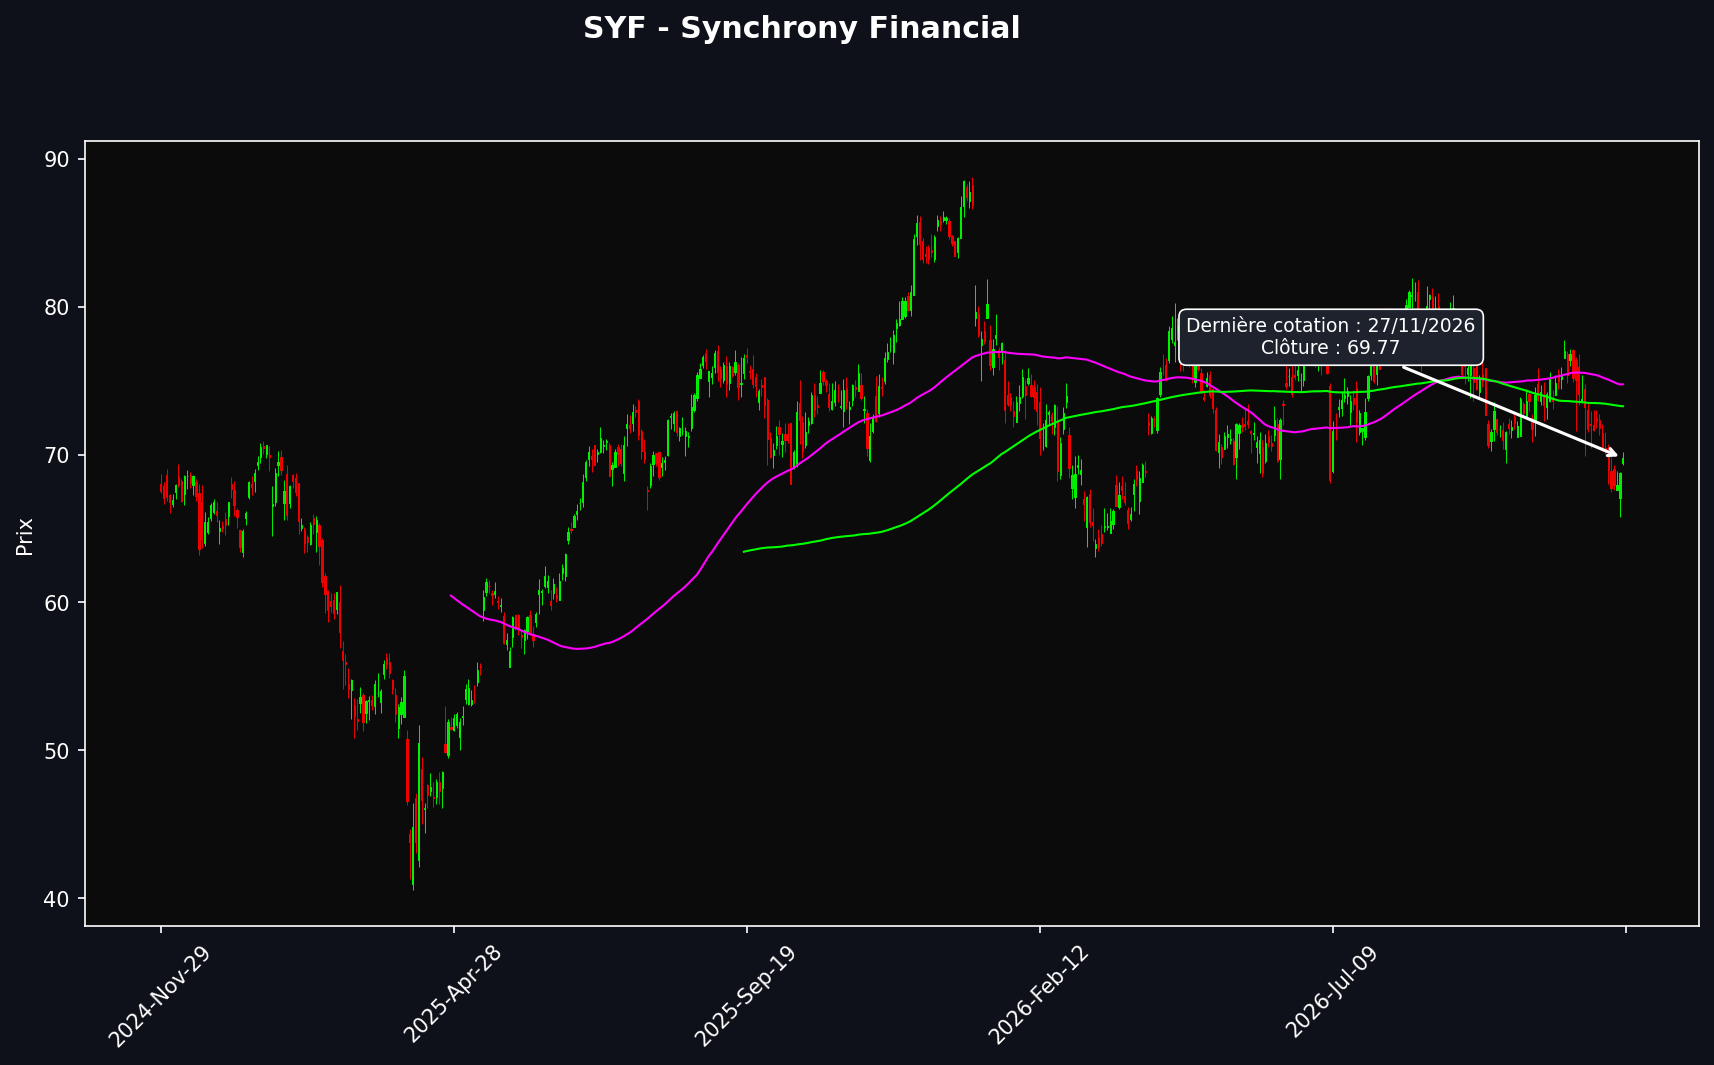 SYF - Synchrony Financial
90
80
70
60
50
40
Prix
Dernière cotation : 27/11/2026
Clôture : 69.77
2024-Nov-29
2025-Apr-28
2025-Sep-19
2026-Feb-12
2026-Jul-09